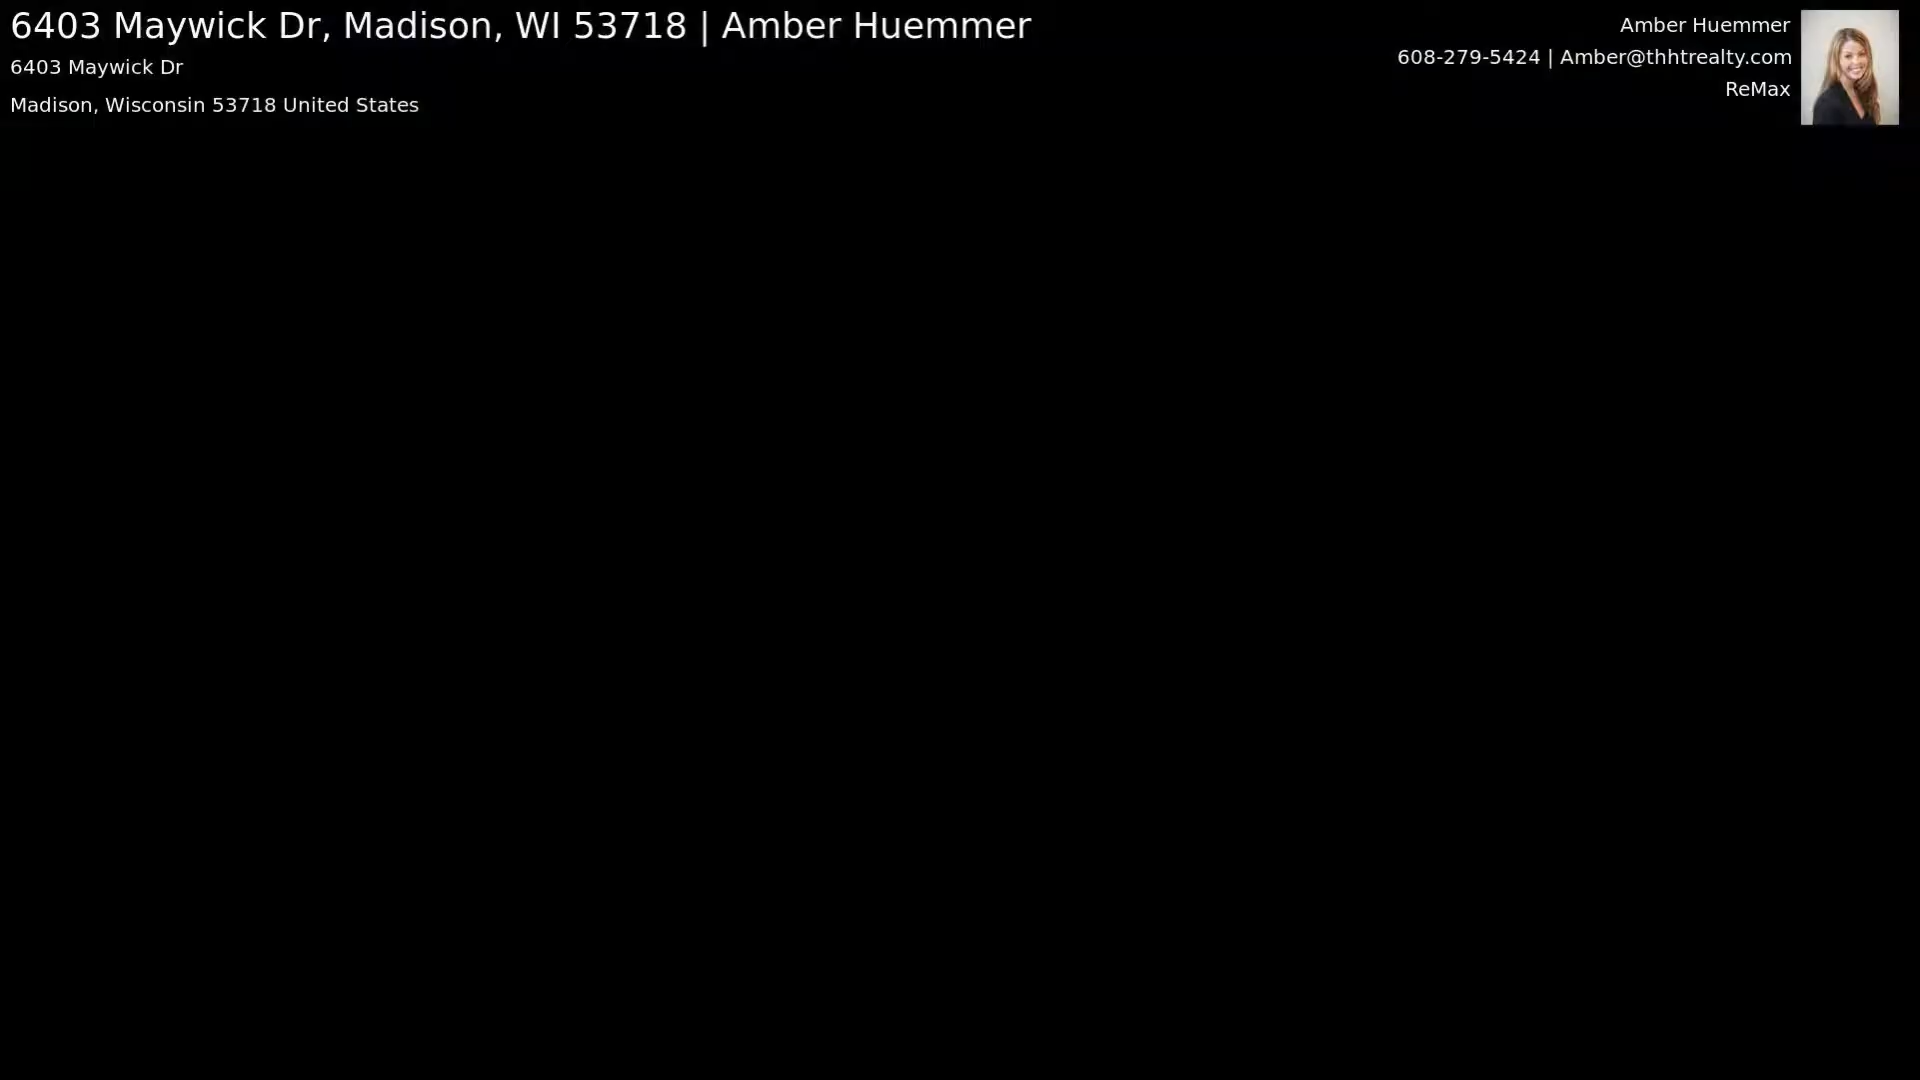 6403 Maywick Dr, Madison, WI 53718 | Amber Huemmer
6403 Maywick Dr
Madison, Wisconsin 53718 United States
Amber Huemmer
608-279-5424 | Amber@thhtrealty.com
ReMax